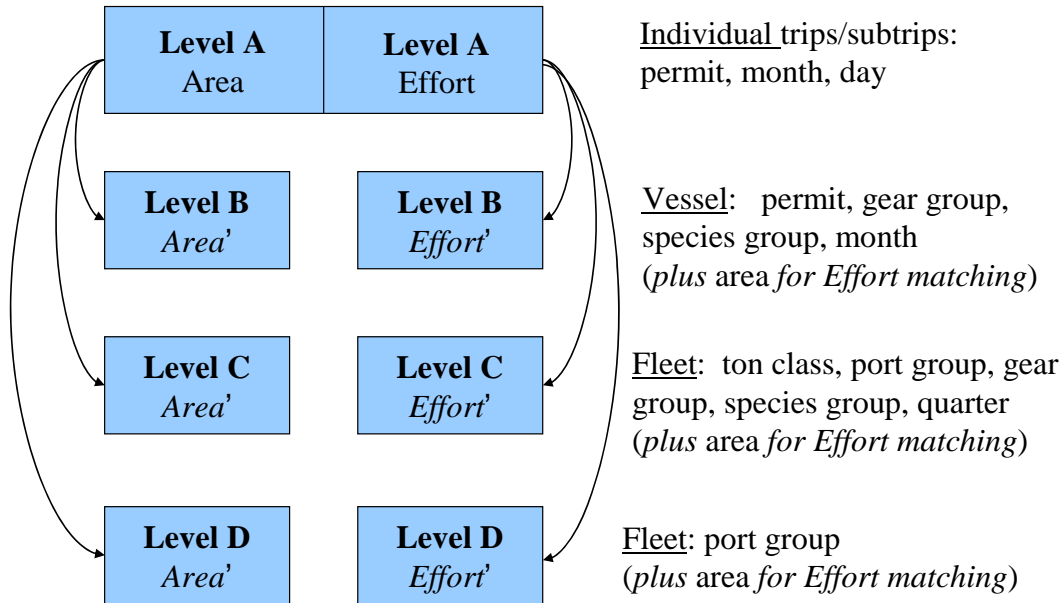 Level A
Area
Level A
Effort
Individual trips/subtrips:
permit, month, day
Level B
Area’
Level B
Effort’
Vessel: permit, gear group,
species group, month
(plus area for Effort matching)
Level C
Area’
Level C
Effort’
Fleet: ton class, port group, gear
group, species group, quarter
(plus area for Effort matching)
Level D
Area’
Level D
Effort’
Fleet: port group
(plus area for Effort matching)